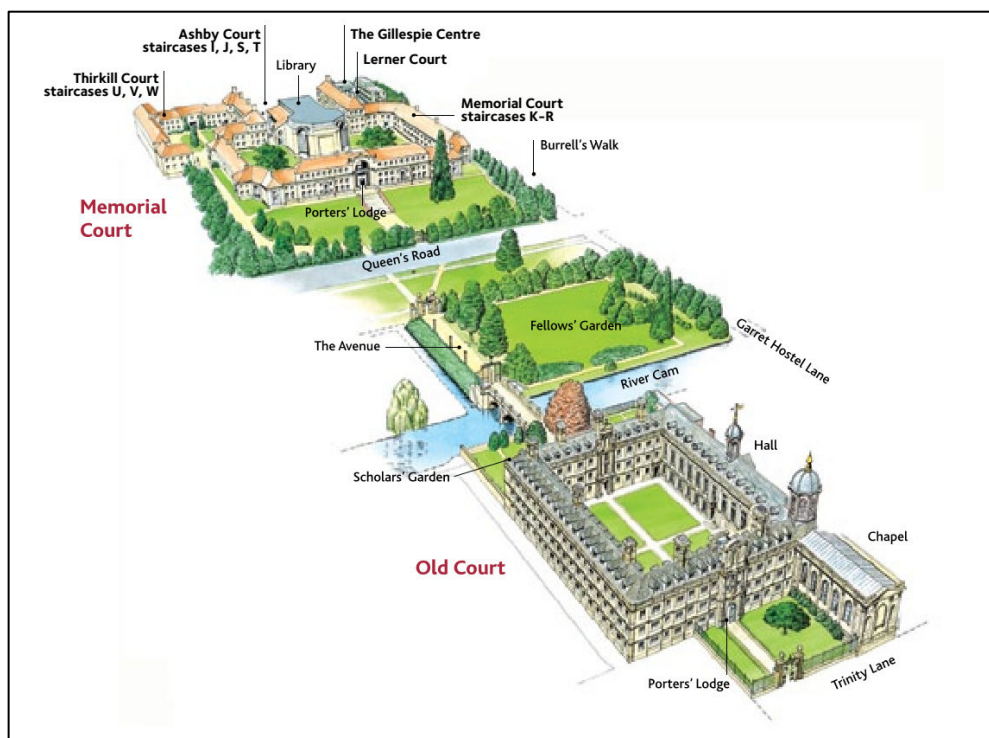 Ashby Court
staircases I, J, S, T
The Gillespie Centre
Lerner Court
Library
Thirkill Court
staircases U, V, W
Memorial Court
staircases K–R
Burrell’s Walk
Porters’ Lodge
Memorial
Court
Queen’s Road
Fellows’ Garden
Garret Hostel Lane
The Avenue
River Cam
Hall
Scholars’ Garden
Chapel
Old Court
Porters’ Lodge
Trinity Lane